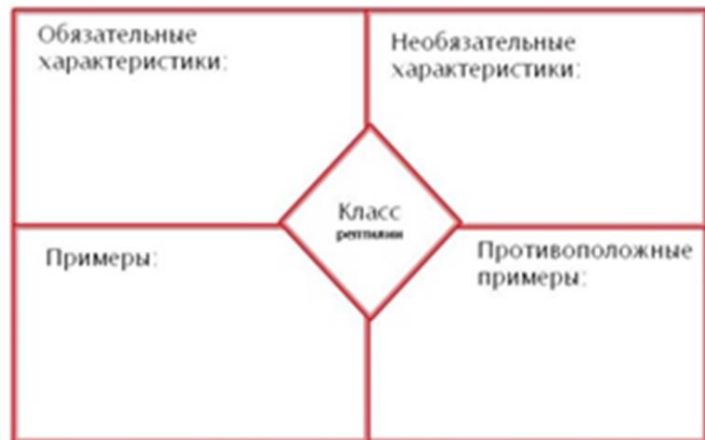 Обязательные
характеристики:
Необязательные
характеристики:
Класс
рептилии
Примеры:
Противоположные
примеры: